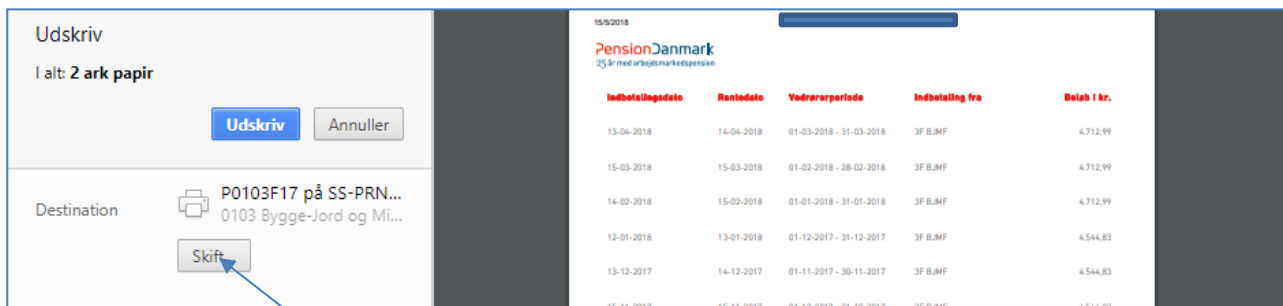 Udskriv
I alt: 2 ark papir
Udskriv Annuller
Destination
P0103F17 på SS-PRN...
0103 Bygge-Jord og Mi...
Skift...
15/5/2018
PensionDanmark
25 år med arbejdsmarkedspension
Indbetalingsdato Rentedato Vedrørerperiode Indbetaling fra Beløb i kr.
13-04-2018 14-04-2018 01-03-2018 - 31-03-2018 3F BJMF 4.712,99
15-03-2018 15-03-2018 01-02-2018 - 28-02-2018 3F BJMF 4.712,99
14-02-2018 15-02-2018 01-01-2018 - 31-01-2018 3F BJMF 4.712,99
12-01-2018 13-01-2018 01-12-2017 - 31-12-2017 3F BJMF 4.544,83
13-12-2017 14-12-2017 01-11-2017 - 30-11-2017 3F BJMF 4.544,83